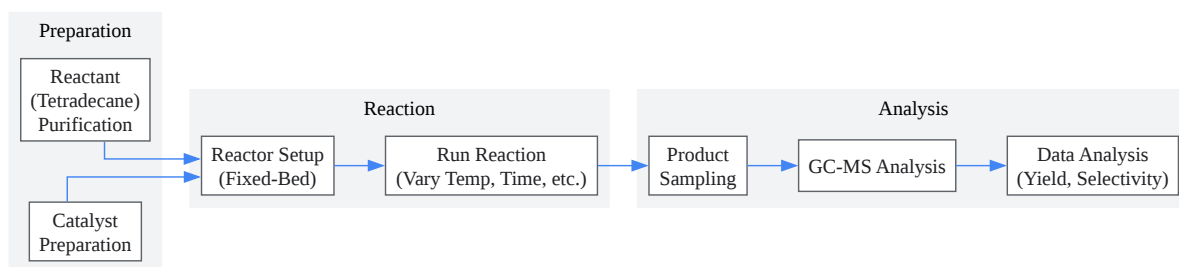 Preparation
Reactant
(Tetradecane)
Purification
Catalyst
Preparation
Reaction
Reactor Setup
(Fixed-Bed)
Run Reaction
(Vary Temp, Time, etc.)
Analysis
Product
Sampling
GC-MS Analysis
Data Analysis
(Yield, Selectivity)